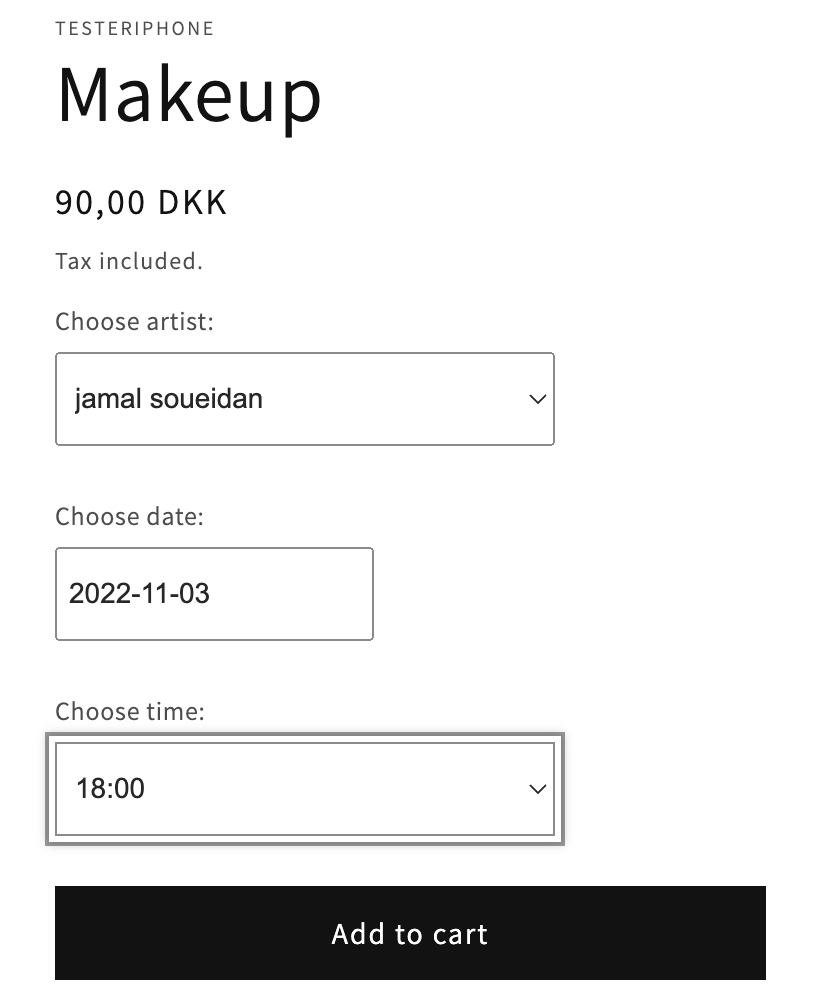 TESTERIPHONE
Makeup
90,00 DKK
Tax included.
Choose artist:
jamal soueidan
Choose date:
2022-11-03
Choose time:
18:00
Add to cart